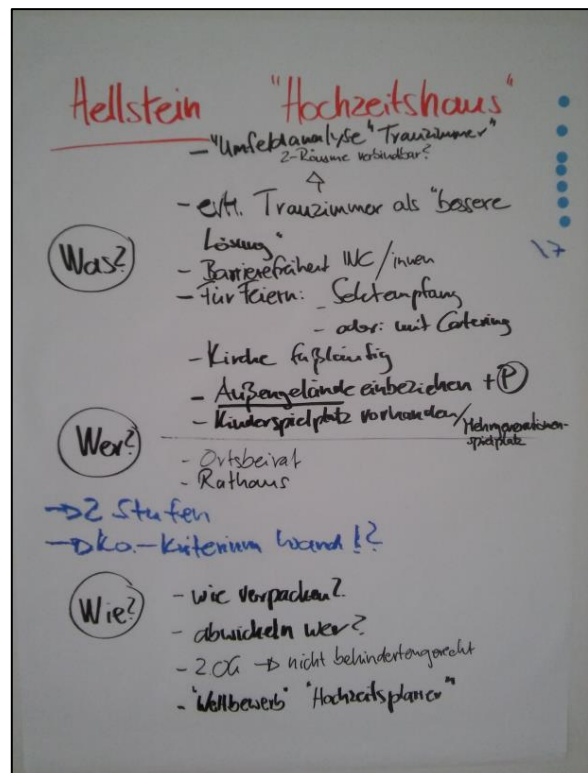 Hellstein "Hochzeitshaus"
- "Umfeldanalyse" Trauzimmer"
2-Räume verbindbar?
- evtl. Trauzimmer als "bessere
Lösung"
Was?
- Barrierefreiheit WC/innen
- Für Feiern: - Sektempfang
- oder: mit Catering
- Kirche fußläufig
- Außengelände einbeziehen + P
- Kinderspielplatz vorhanden/Mehrgenerationen-
spielplatz
Wer?
- Ortsbeirat
- Rathaus
→ 2 Stufen
→ Ko.-Kriterium Wand!?
Wie?
- wie verpacken?
- abwickeln wer?
- 2.OG → nicht behindertengerecht
- "Wettbewerb" "Hochzeitsplaner"